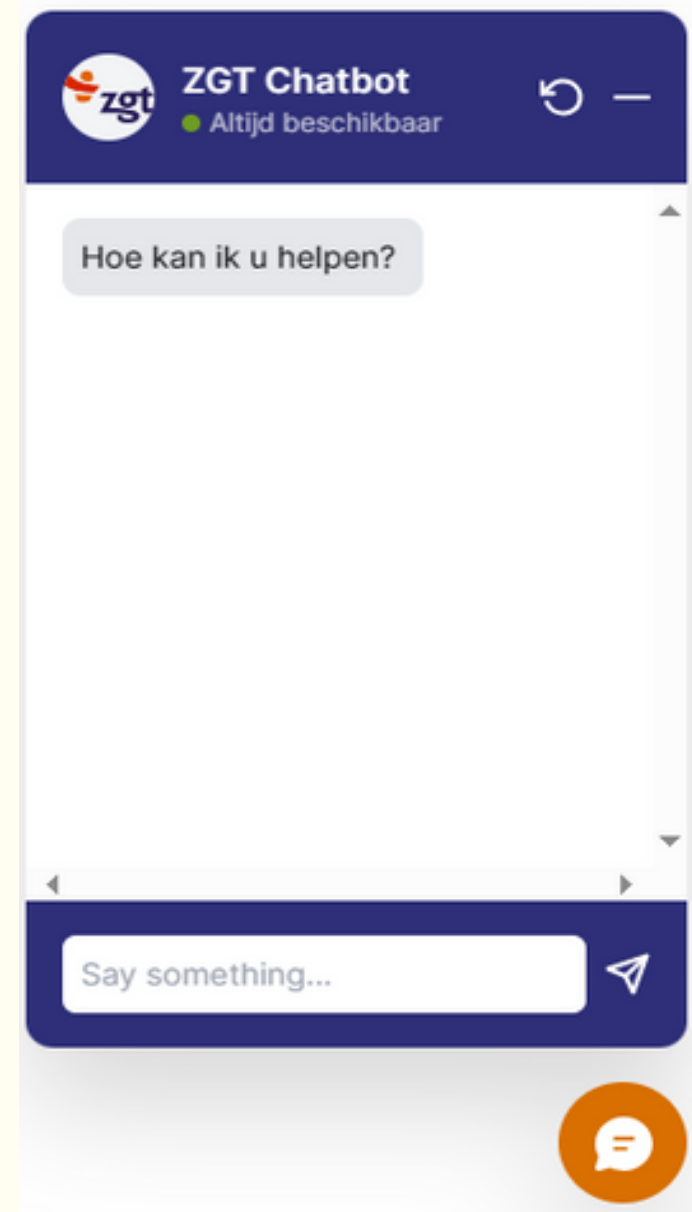 zgt
ZGT Chatbot
Altijd beschikbaar
Hoe kan ik u helpen?
Say something...